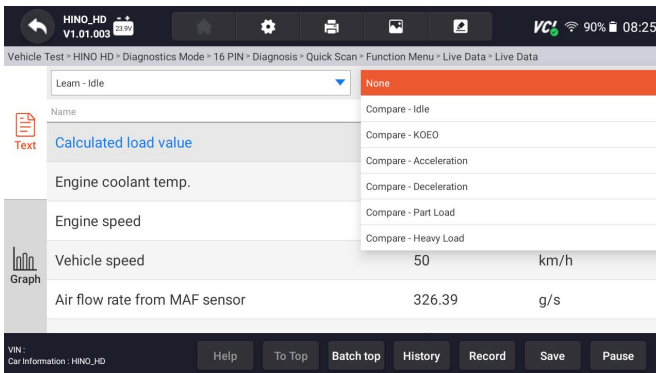 HINO_HD
V1.01.003
23.9V
VC
90%
08:25
Vehicle Test > HINO HD > Diagnostics Mode > 16 PIN > Diagnosis > Quick Scan > Function Menu > Live Data > Live Data
Learn - Idle
None
Name
Compare - Idle
Text
Calculated load value
Compare - KOEO
Compare - Acceleration
Engine coolant temp.
Compare - Deceleration
Engine speed
Compare - Part Load
Compare - Heavy Load
Graph
Vehicle speed 50 km/h
Air flow rate from MAF sensor 326.39 g/s
VIN :
Car Information : HINO_HD
Help To Top Batch top History Record Save Pause